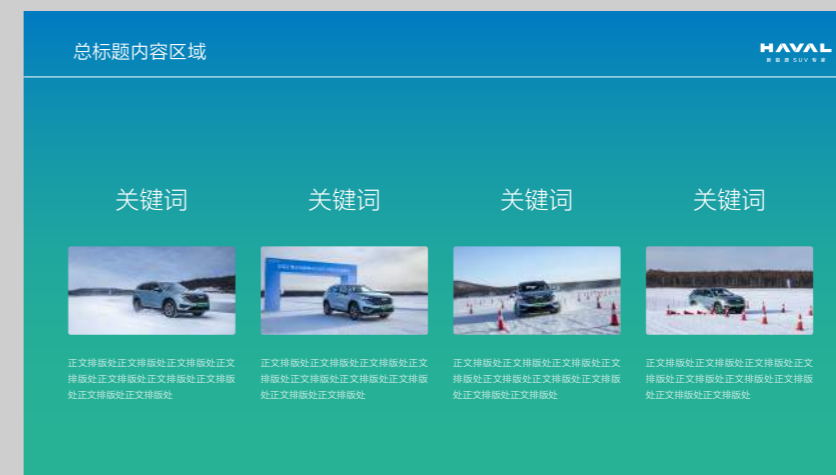 总标题内容区域
HAVAL
新能源SUV专家
关键词
关键词
关键词
关键词
正文排版处正文排版处正文排版处正文
排版处正文排版处正文排版处正文排版
处正文排版处正文排版处
正文排版处正文排版处正文排版处正文
排版处正文排版处正文排版处正文排版
处正文排版处正文排版处
正文排版处正文排版处正文排版处正文
排版处正文排版处正文排版处正文排版
处正文排版处正文排版处
正文排版处正文排版处正文排版处正文
排版处正文排版处正文排版处正文排版
处正文排版处正文排版处